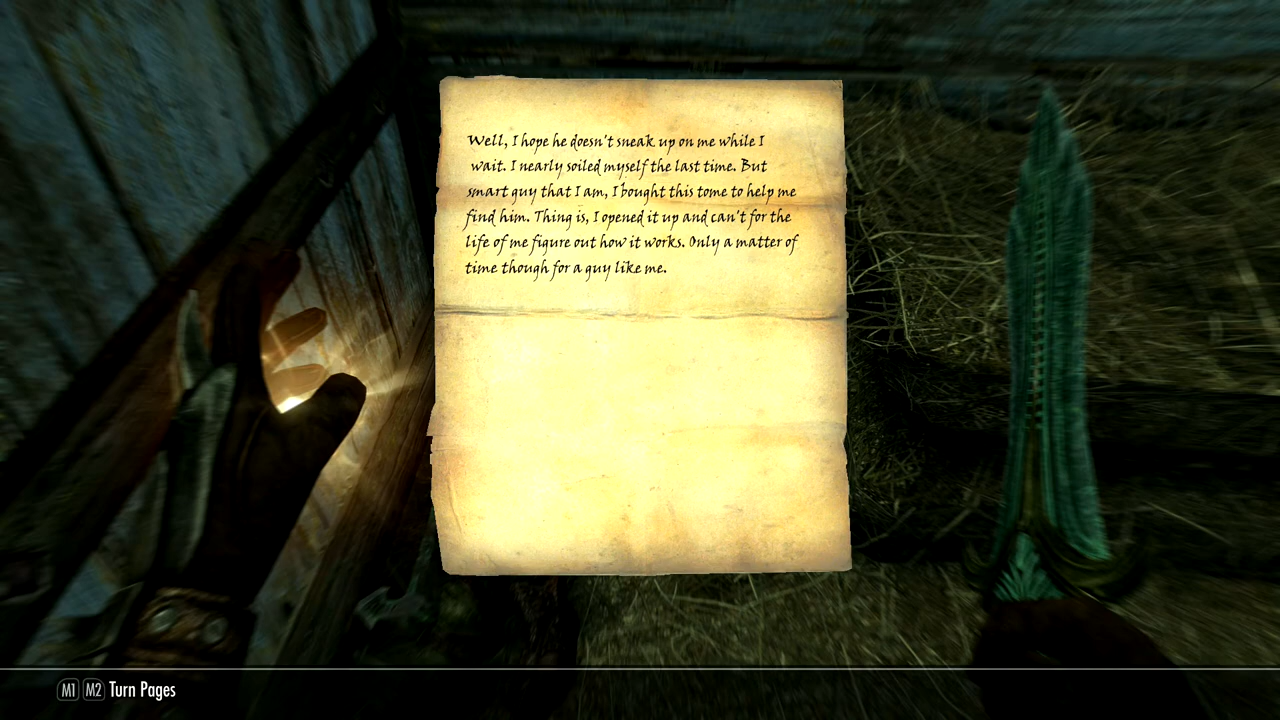 Well, I hope he doesn't sneak up on me while I
wait. I nearly soiled myself the last time. But
smart guy that I am, I bought this tome to help me
find him. Thing is, I opened it up and can't for the
life of me figure out how it works. Only a matter of
time though for a guy like me.
M1 M2 Turn Pages